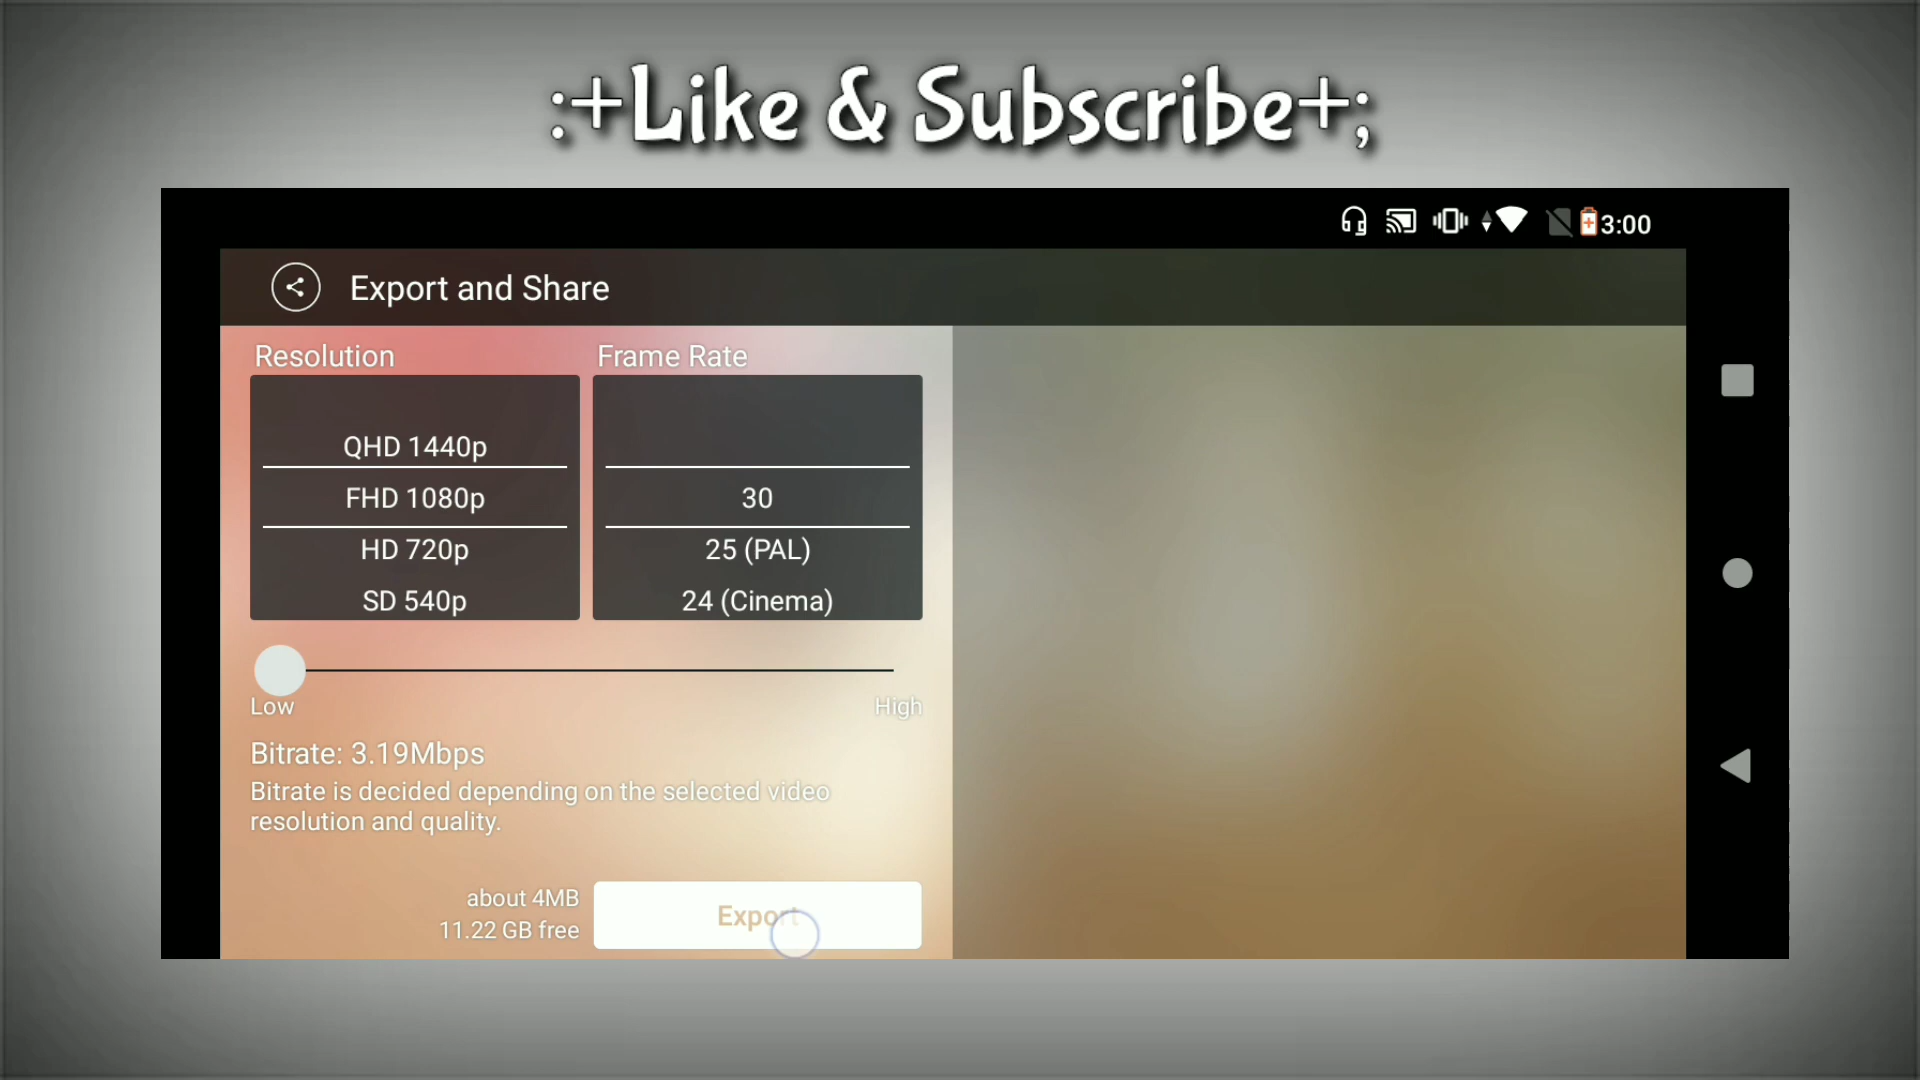 :+Like & Subscribe+;
3:00
Export and Share
Resolution
Frame Rate
QHD 1440p
FHD 1080p
HD 720p
SD 540p
30
25 (PAL)
24 (Cinema)
Low
High
Bitrate: 3.19Mbps
Bitrate is decided depending on the selected video
resolution and quality.
about 4MB
11.22 GB free
Export